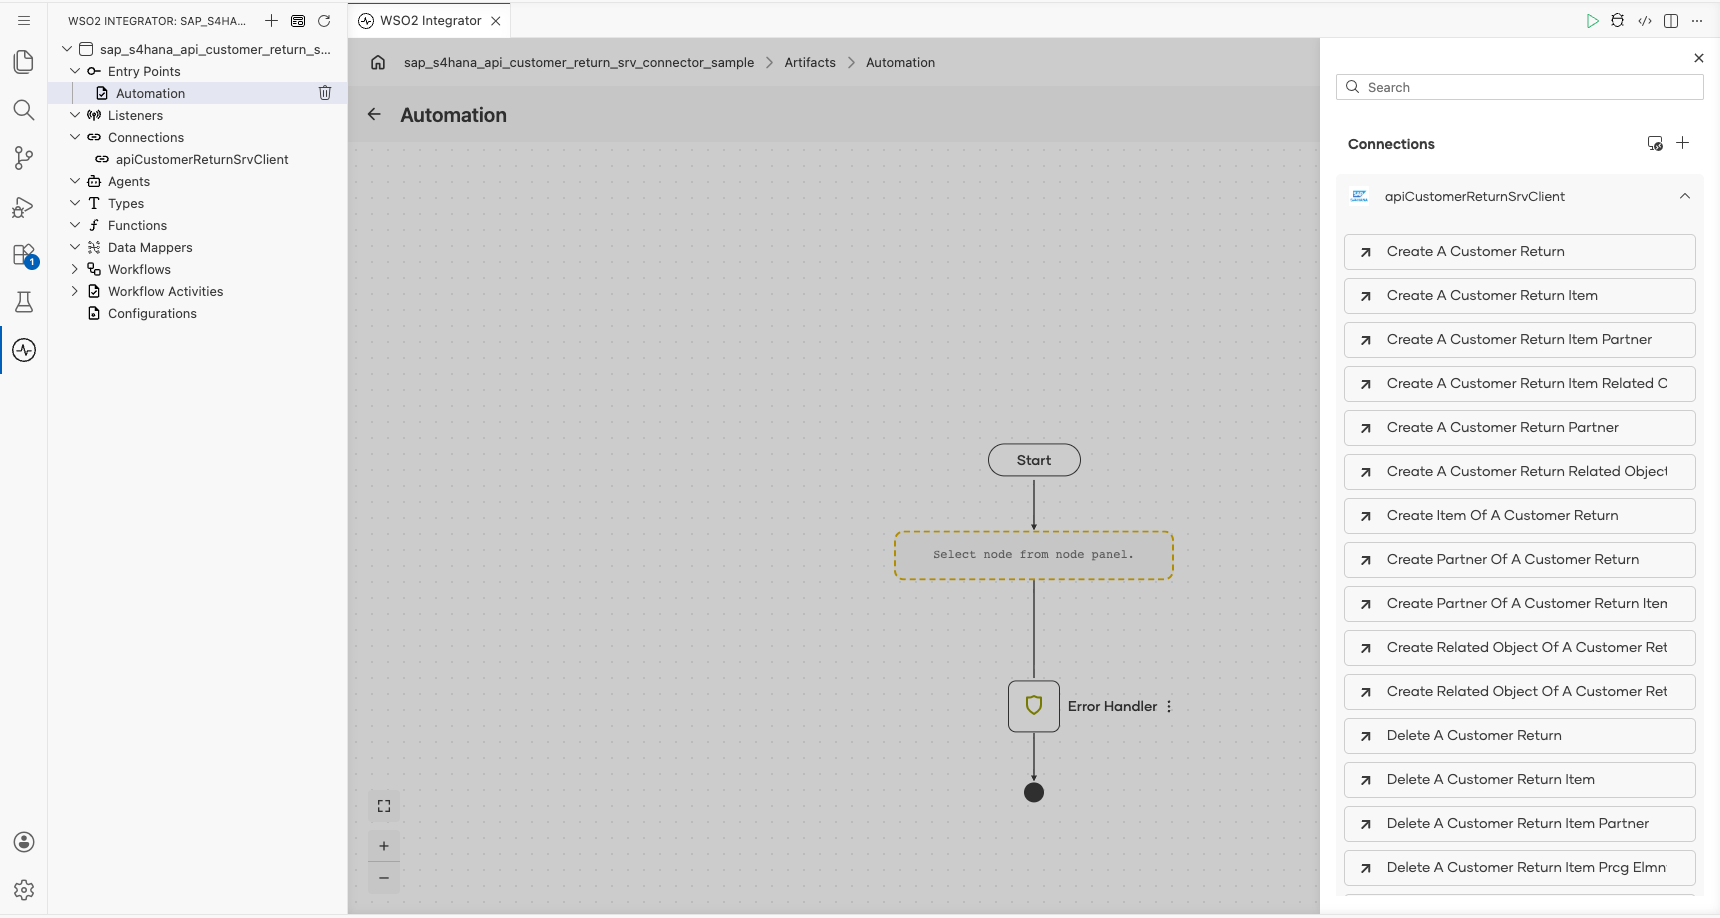 WSO2 INTEGRATOR: SAP_S4HA...
sap_s4hana_api_customer_return_s...
Entry Points
Automation
Listeners
Connections
apiCustomerReturnSrvClient
Agents
Types
Functions
Data Mappers
Workflows
Workflow Activities
Configurations
1
WSO2 Integrator
sap_s4hana_api_customer_return_srv_connector_sample
Artifacts
Automation
Automation
Start
Select node from node panel.
Error Handler
Search
Connections
apiCustomerReturnSrvClient
Create A Customer Return
Create A Customer Return Item
Create A Customer Return Item Partner
Create A Customer Return Item Related C
Create A Customer Return Partner
Create A Customer Return Related Object
Create Item Of A Customer Return
Create Partner Of A Customer Return
Create Partner Of A Customer Return Iten
Create Related Object Of A Customer Ret
Create Related Object Of A Customer Ret
Delete A Customer Return
Delete A Customer Return Item
Delete A Customer Return Item Partner
Delete A Customer Return Item Prcg Elmn